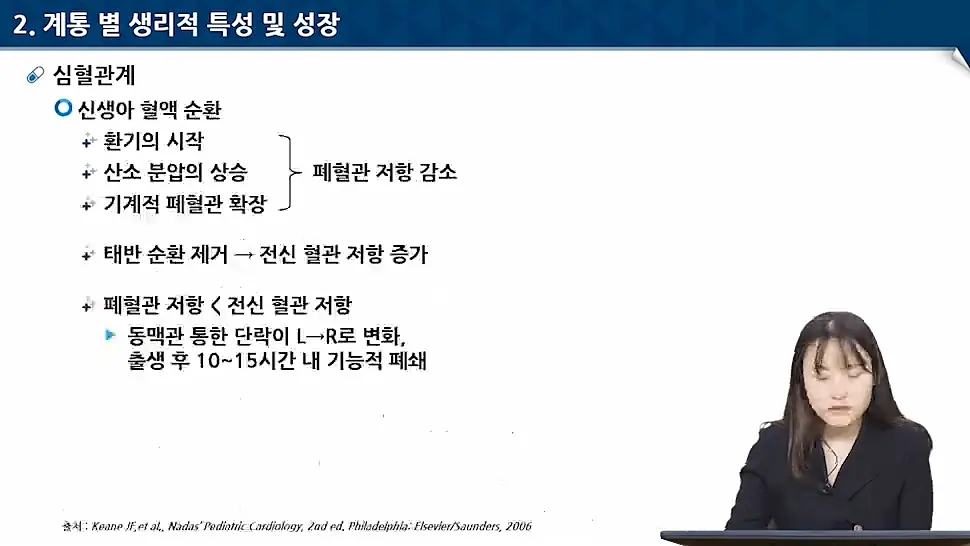 2. 계통 별 생리적 특성 및 성장
심혈관계
신생아 혈액 순환
환기의 시작
산소 분압의 상승
기계적 폐혈관 확장
폐혈관 저항 감소
태반 순환 제거 → 전신 혈관 저항 증가
폐혈관 저항 < 전신 혈관 저항
동맥관 통한 단락이 L→R로 변화,
출생 후 10~15시간 내 기능적 폐쇄
출처 : Keane JF,et al., Nadas' Pediatric Cardiology, 2nd ed. Philadelphia: Elsevier/Saunders, 2006